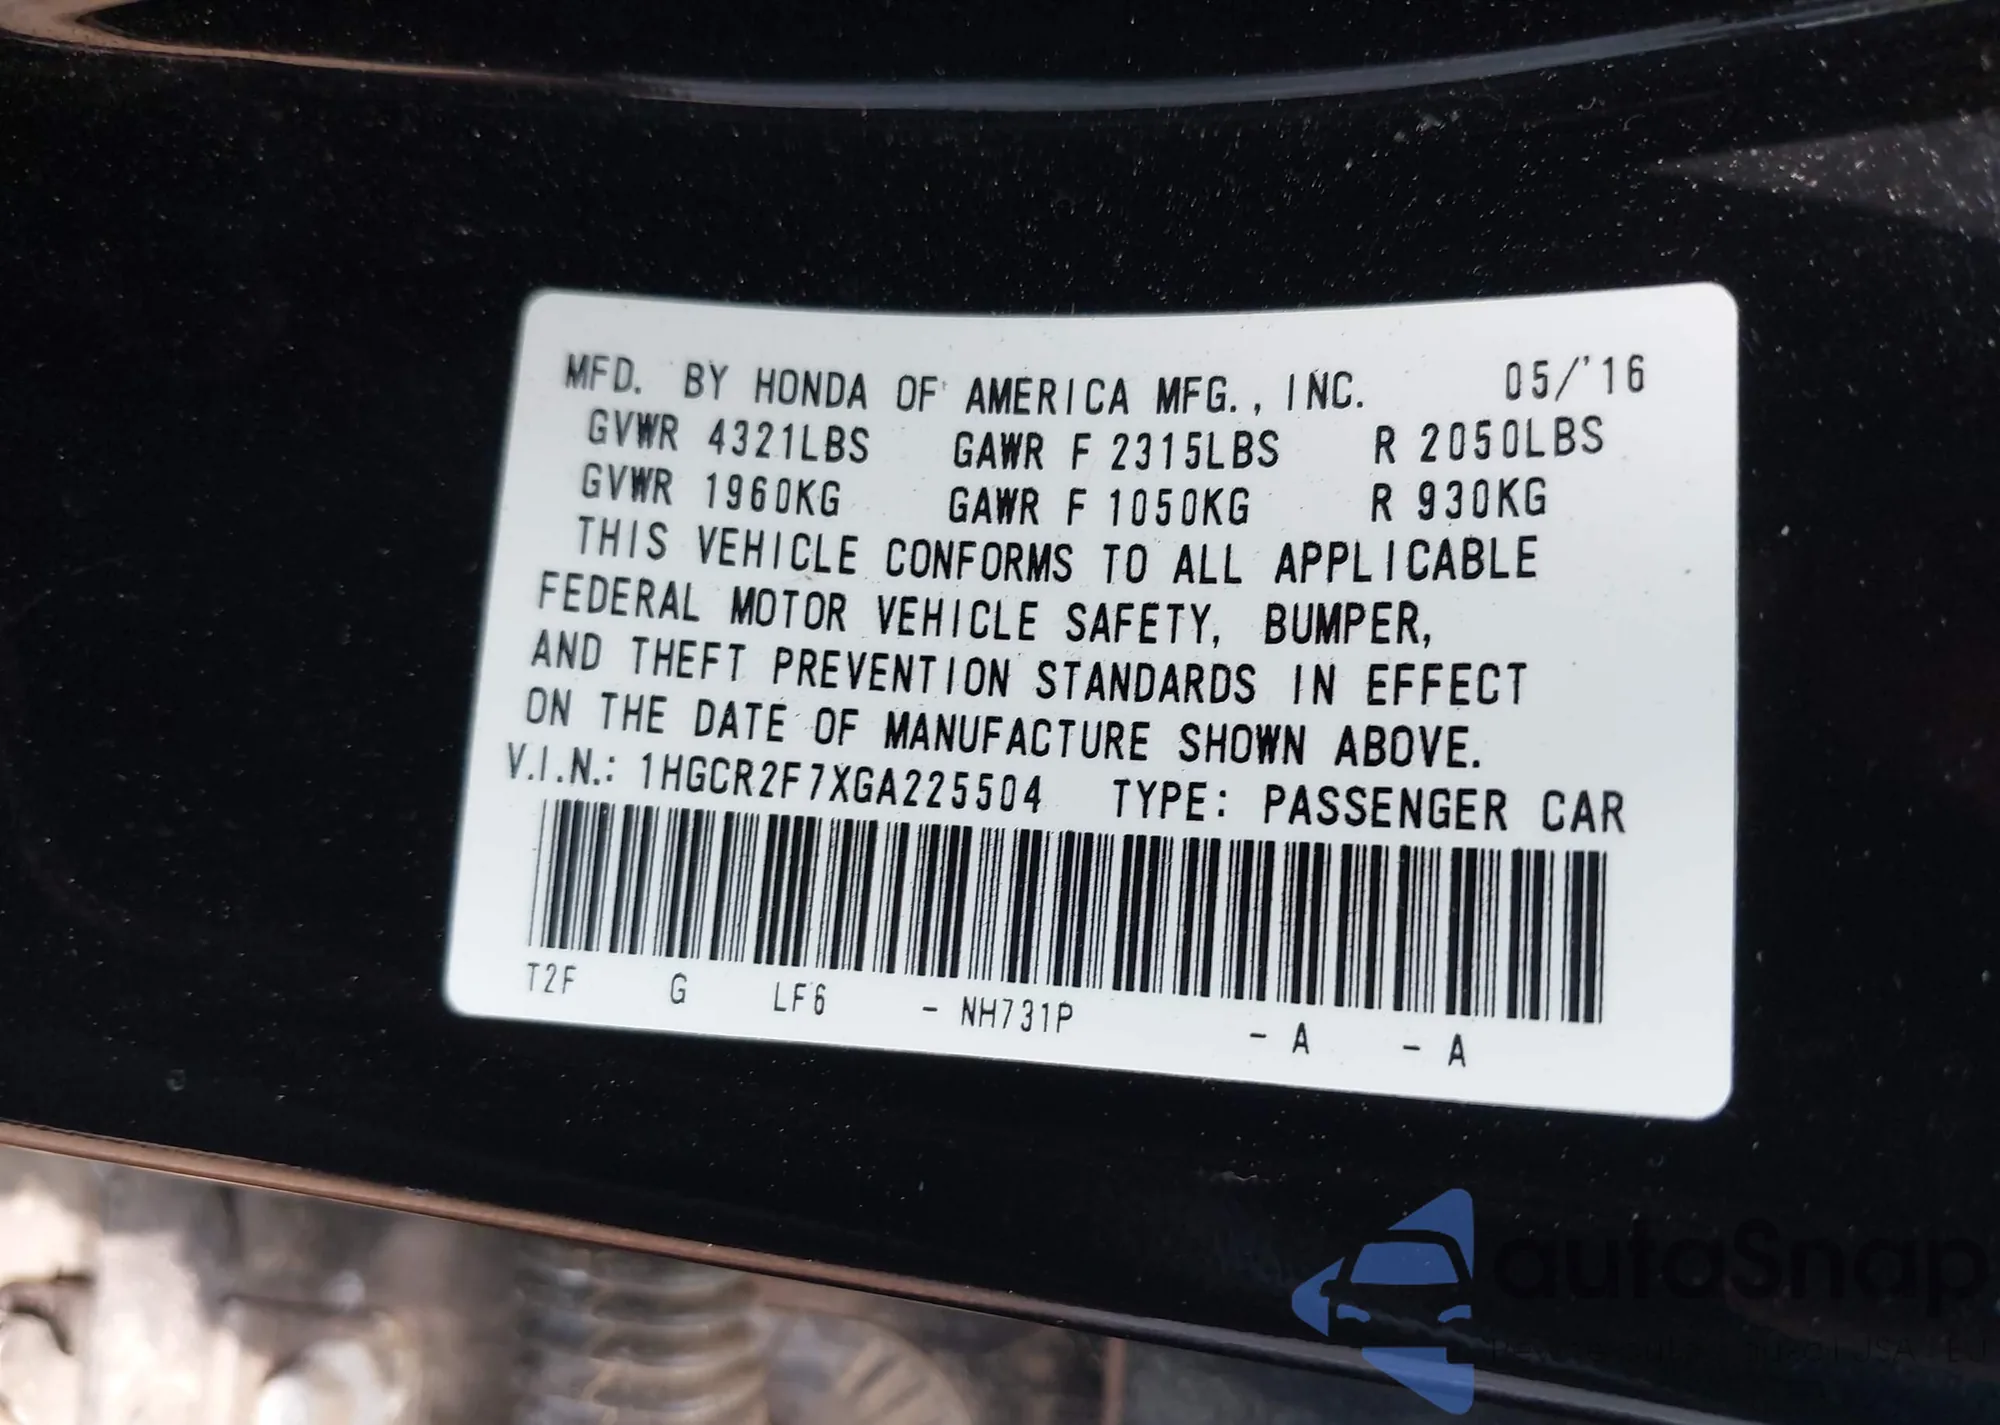 MFD. BY HONDA OF AMERICA MFG., INC. 05/'16
GVWR 4321LBS GAWR F 2315LBS R 2050LBS
GVWR 1960KG GAWR F 1050KG R 930KG
THIS VEHICLE CONFORMS TO ALL APPLICABLE
FEDERAL MOTOR VEHICLE SAFETY, BUMPER,
AND THEFT PREVENTION STANDARDS IN EFFECT
ON THE DATE OF MANUFACTURE SHOWN ABOVE.
V.I.N.: 1HGCR2F7XGA225504 TYPE: PASSENGER CAR
T2F G LF6 - NH731P - A - A
autoSnap